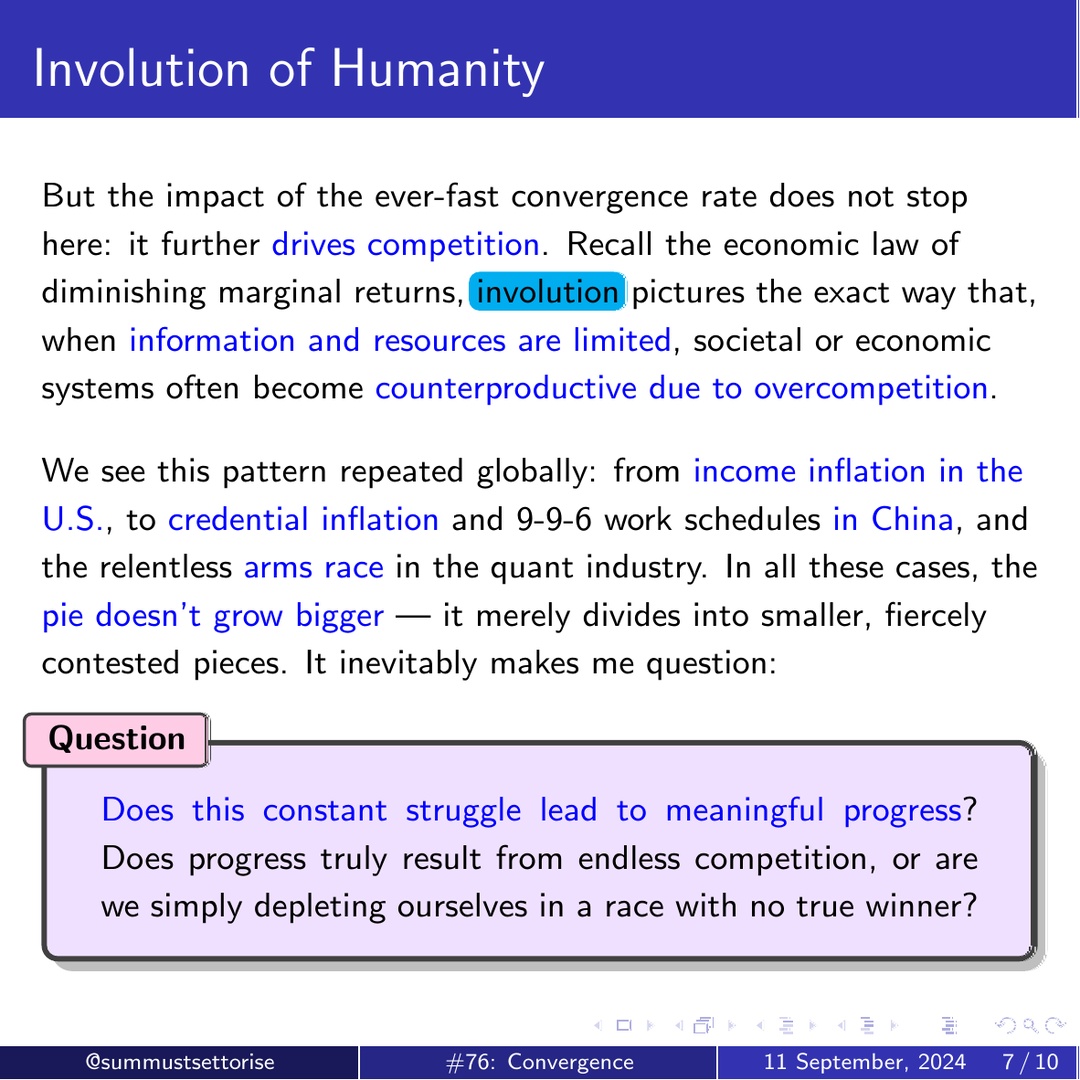 Involution of Humanity
But the impact of the ever-fast convergence rate does not stop
here: it further drives competition. Recall the economic law of
diminishing marginal returns, involution pictures the exact way that,
when information and resources are limited, societal or economic
systems often become counterproductive due to overcompetition.
We see this pattern repeated globally: from income inflation in the
U.S., to credential inflation and 9-9-6 work schedules in China, and
the relentless arms race in the quant industry. In all these cases, the
pie doesn't grow bigger — it merely divides into smaller, fiercely
contested pieces. It inevitably makes me question:
Question
Does this constant struggle lead to meaningful progress?
Does progress truly result from endless competition, or are
we simply depleting ourselves in a race with no true winner?
@summustsettorise #76: Convergence 11 September, 2024 7 / 10